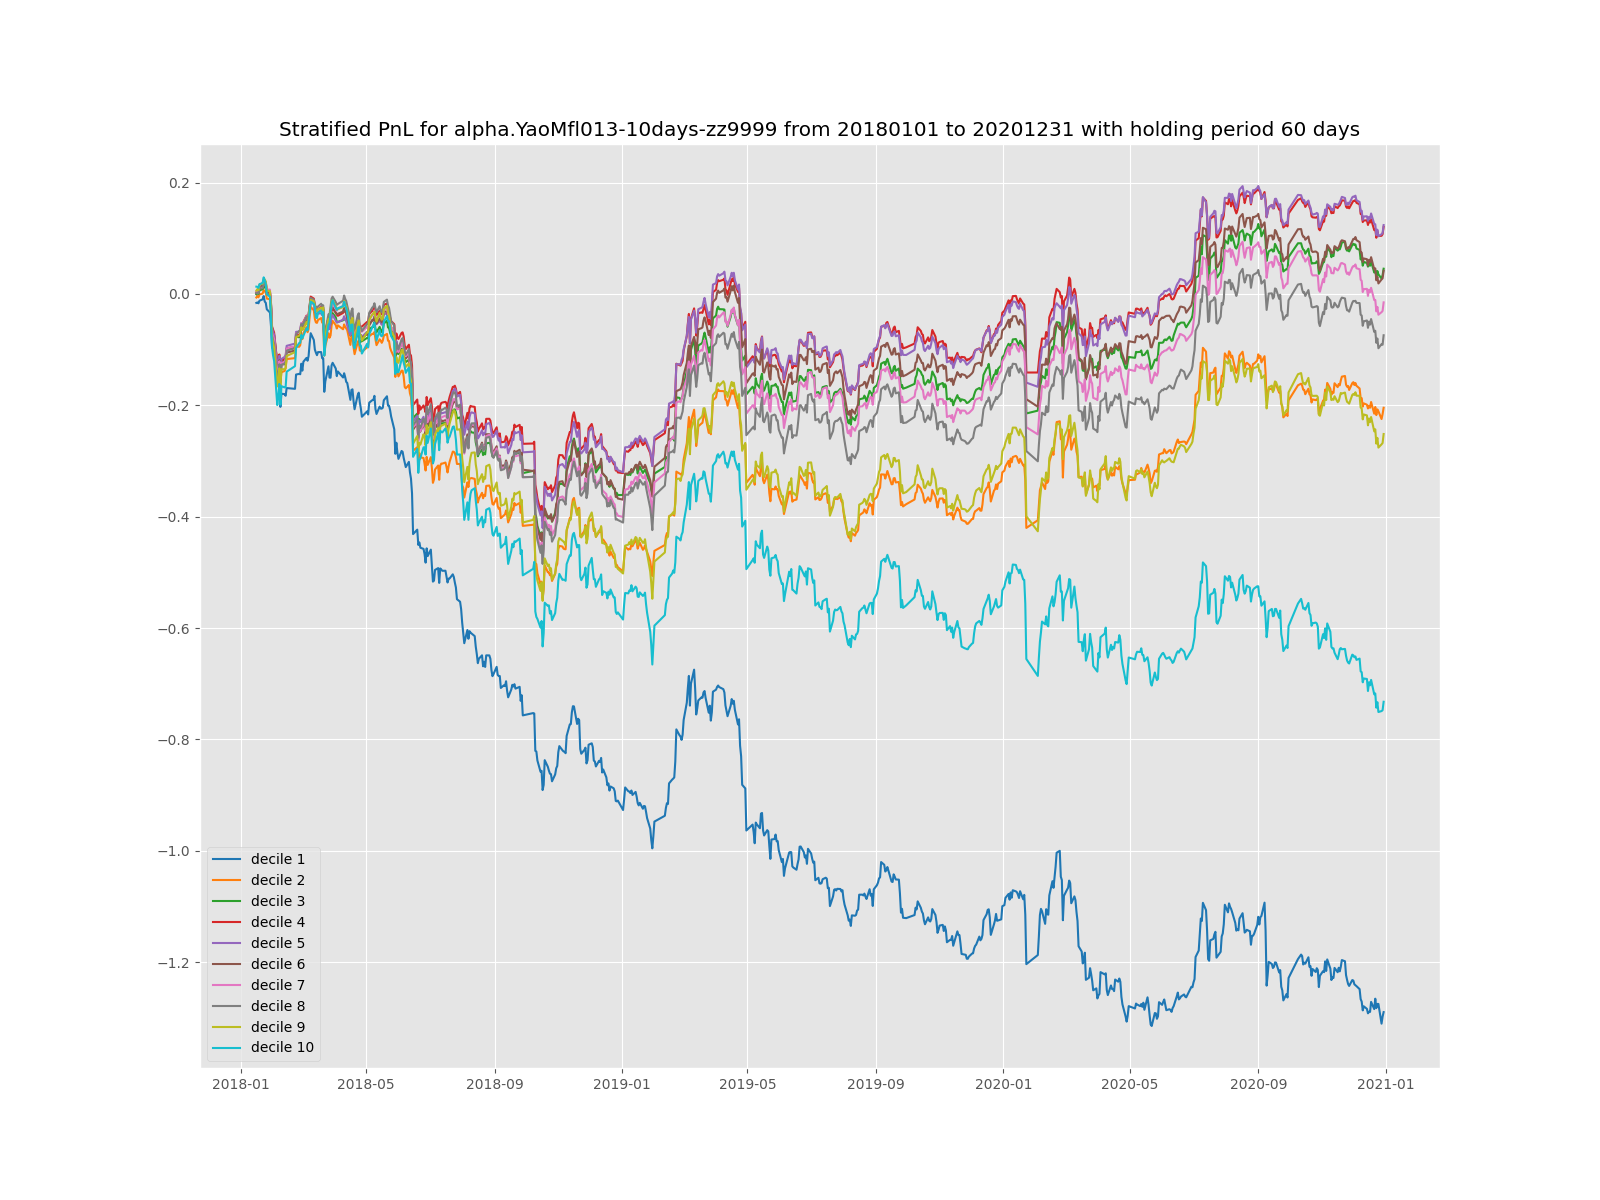 Stratified PnL for alpha.YaoMfl013-10days-zz9999 from 20180101 to 20201231 with holding period 60 days
0.2
0.0
−0.2
−0.4
−0.6
−0.8
−1.0
−1.2
decile 1
decile 2
decile 3
decile 4
decile 5
decile 6
decile 7
decile 8
decile 9
decile 10
2018-01 2018-05 2018-09 2019-01 2019-05 2019-09 2020-01 2020-05 2020-09 2021-01